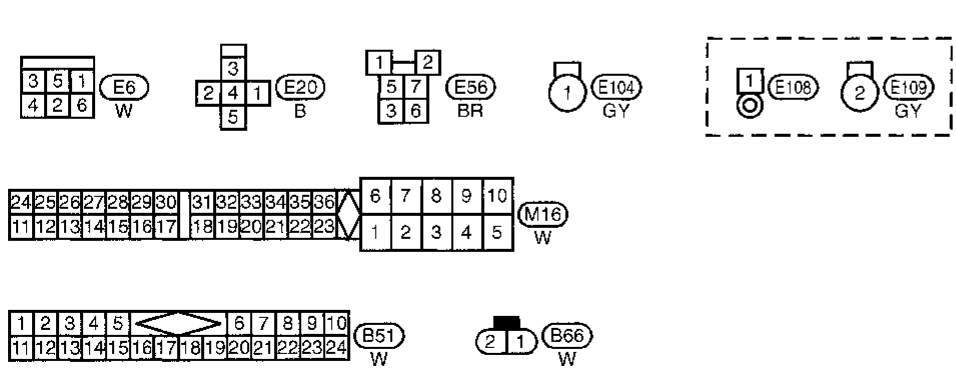 3 5 1
4 2 6
E6
W
3
2 4 1
5
E20
B
1 2
5 7
3 6
E56
BR
1
E104
GY
1
E108
2
E109
GY
24 25 26 27 28 29 30 31 32 33 34 35 36
11 12 13 14 15 16 17 18 19 20 21 22 23
6 7 8 9 10
1 2 3 4 5
M16
W
1 2 3 4 5 6 7 8 9 10
11 12 13 14 15 16 17 18 19 20 21 22 23 24
B51
W
2 1
B66
W